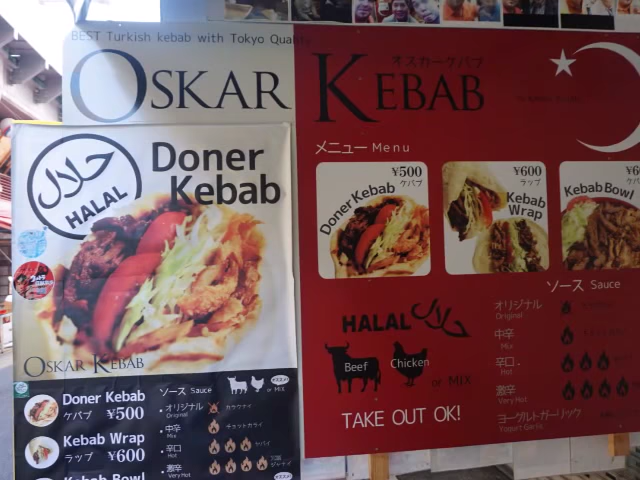 BEST Turkish kebab with Tokyo Quality
OSKAR KEBAB
オスカーケバブ
حلال
HALAL
Doner
Kebab
OSKAR KEBAB
Doner Kebab
ケバブ ¥500
Kebab Wrap
ラップ ¥600
Kebab Bowl
ソース Sauce
or MIX
・オリジナル
Original
・中辛
Mix
・辛口
Hot
・激辛
Very Hot
メニュー Menu
¥500
ケバブ
Doner Kebab
¥600
ラップ
Kebab
Wrap
Kebab Bowl
HALAL حلال
Beef
Chicken
or MIX
TAKE OUT OK!
ソース Sauce
オリジナル
Original
中辛
Mix
辛口
Hot
激辛
Very Hot
ヨーグルトガーリック
Yogurt Garlic